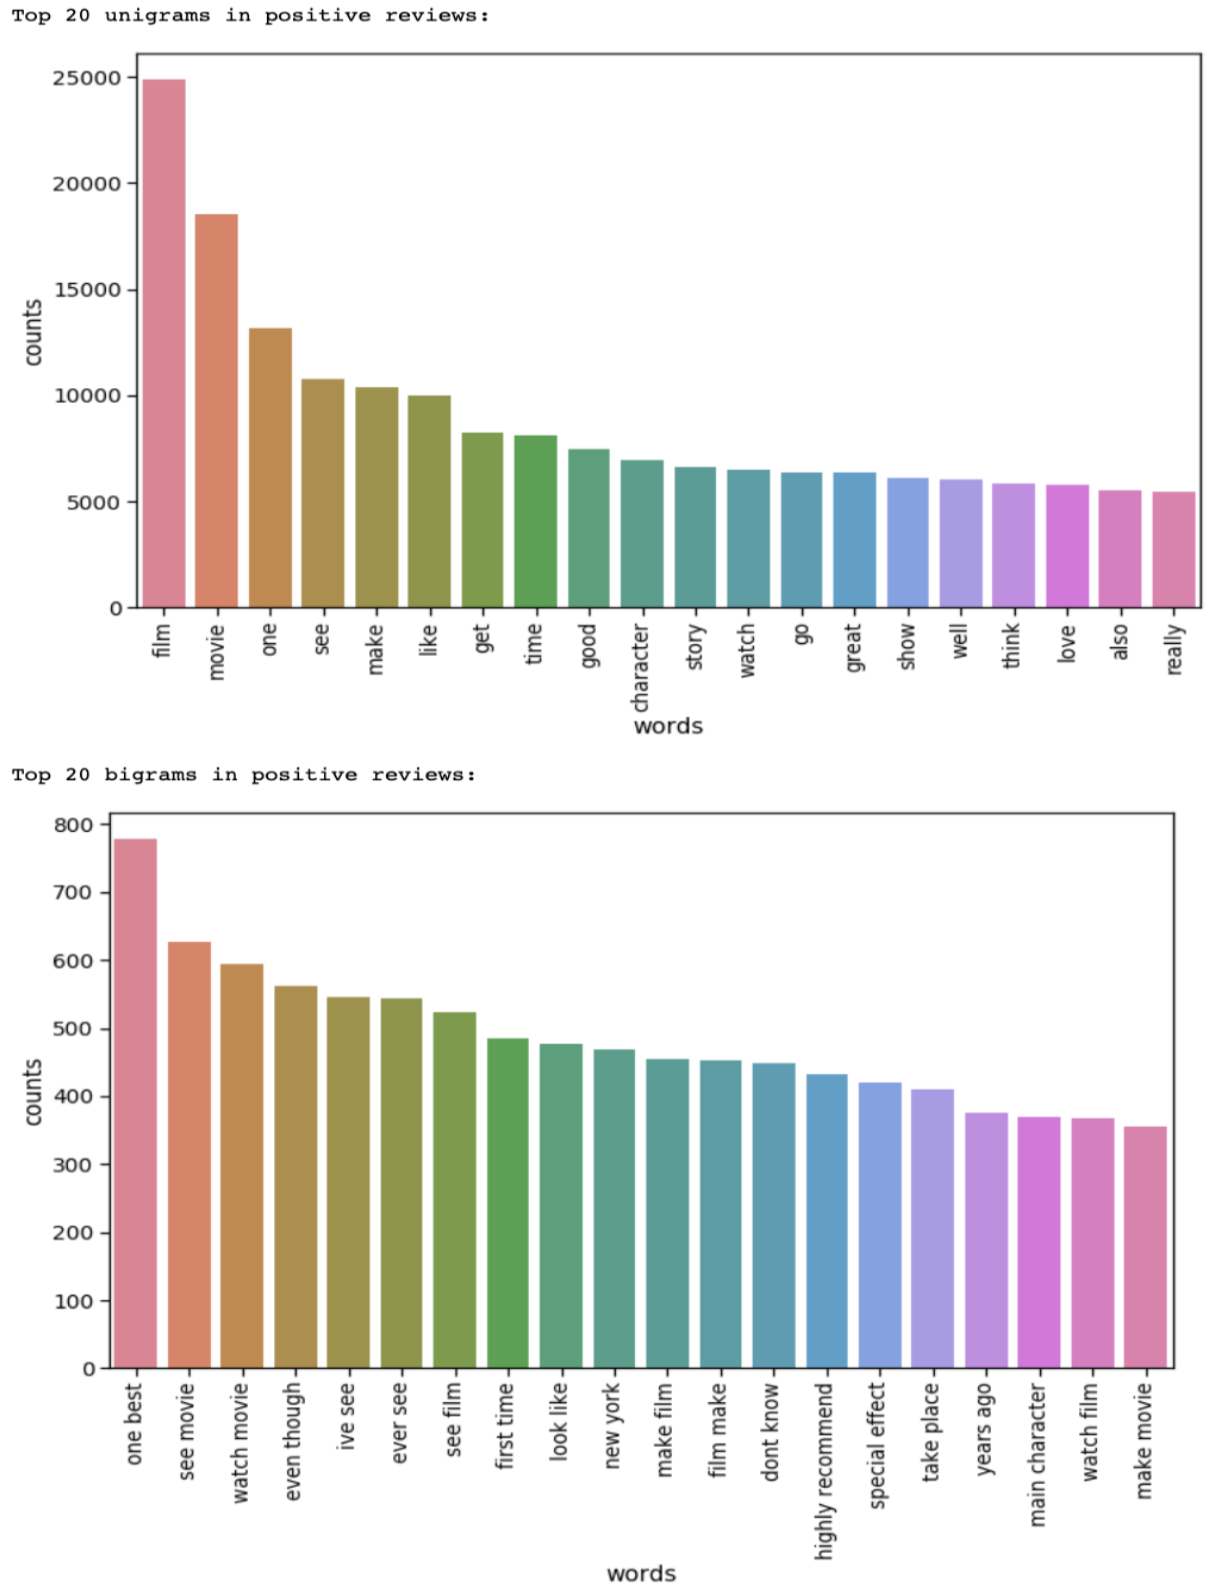 Top 20 unigrams in positive reviews:
25000
20000
15000
10000
5000
0
counts
film
movie
one
see
make
like
get
time
good
character
story
watch
go
great
show
well
think
love
also
really
words
Top 20 bigrams in positive reviews:
800
700
600
500
400
300
200
100
0
counts
one best
see movie
watch movie
even though
ive see
ever see
see film
first time
look like
new york
make film
film make
dont know
highly recommend
special effect
take place
years ago
main character
watch film
make movie
words